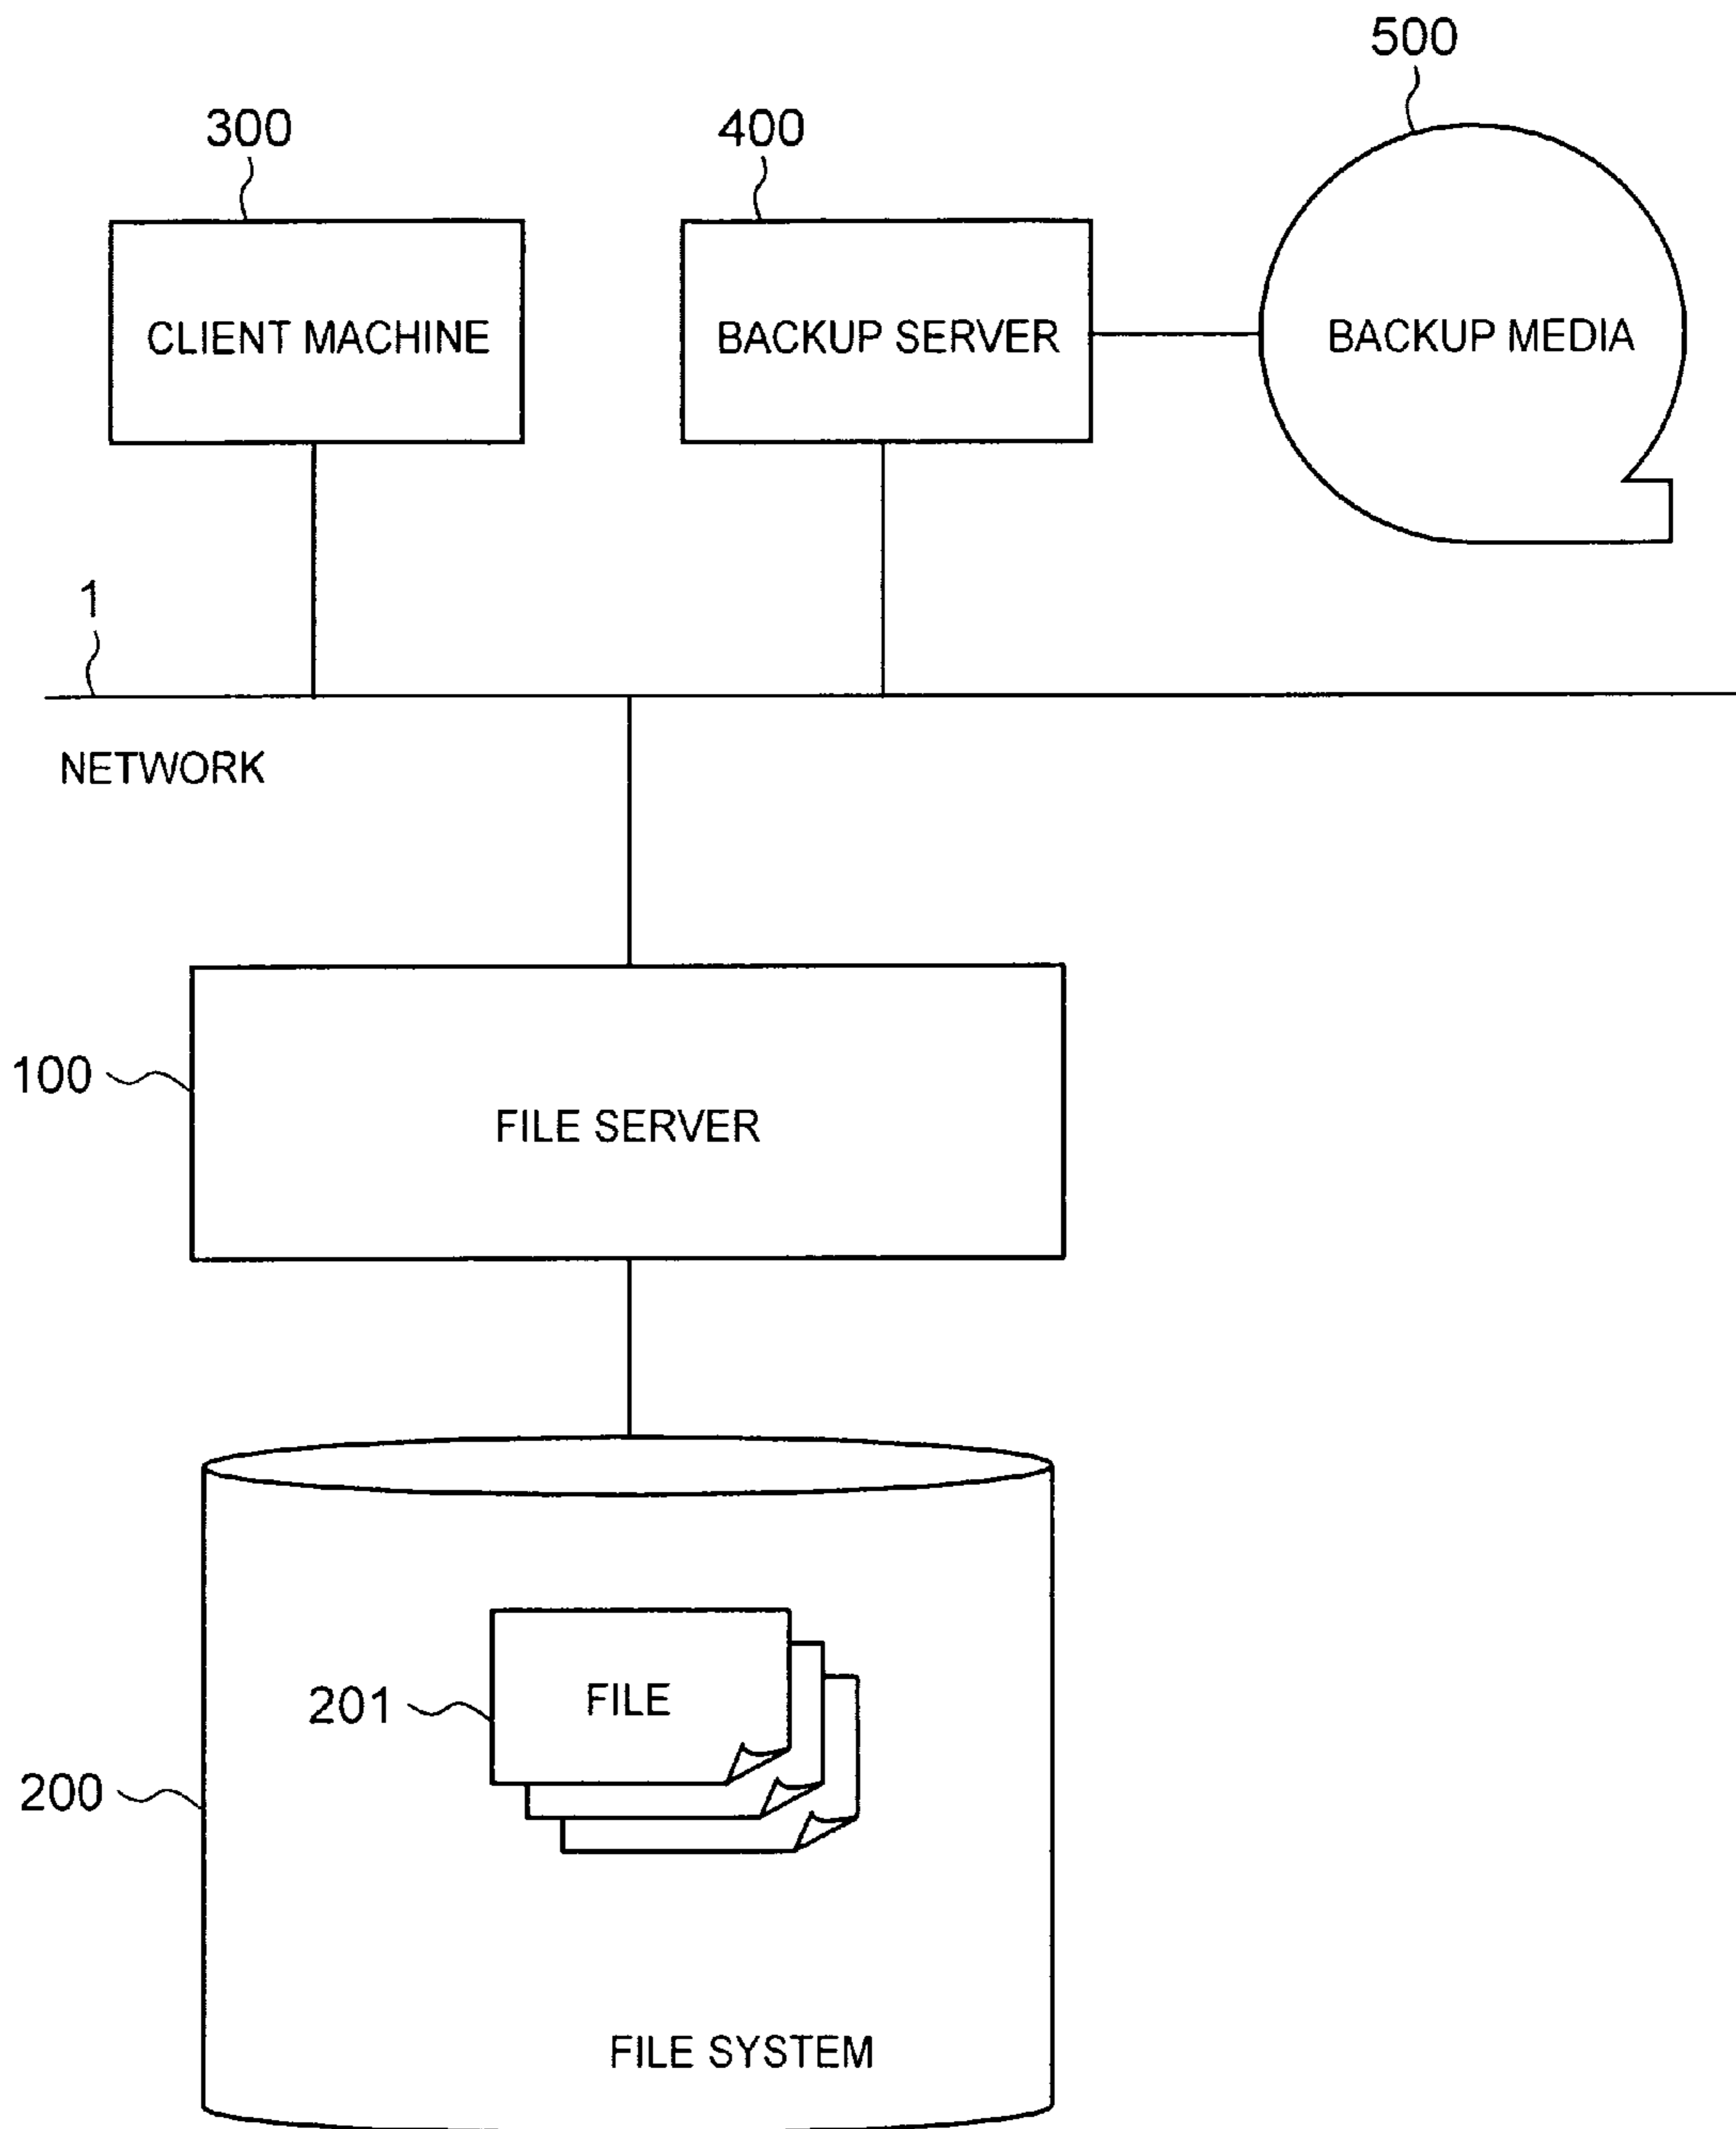 500
300
400
CLIENT MACHINE
BACKUP SERVER
BACKUP MEDIA
1
NETWORK
100
FILE SERVER
201
FILE
200
FILE SYSTEM